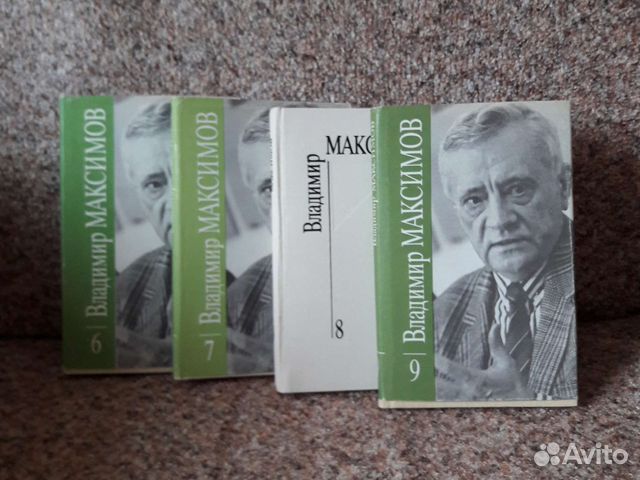 6 | Владимир МАКСИМОВ
7 | Владимир МАКСИМОВ
Владимир
МАКС
8
9 | Владимир МАКСИМОВ
Avito